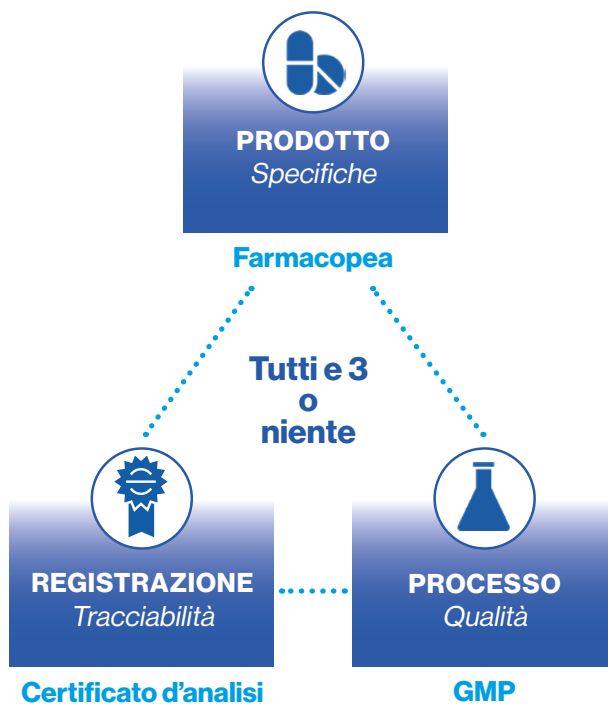 PRODOTTO
Specifiche
Farmacopea
Tutti e 3
o
niente
REGISTRAZIONE
Tracciabilità
Certificato d'analisi
PROCESSO
Qualità
GMP